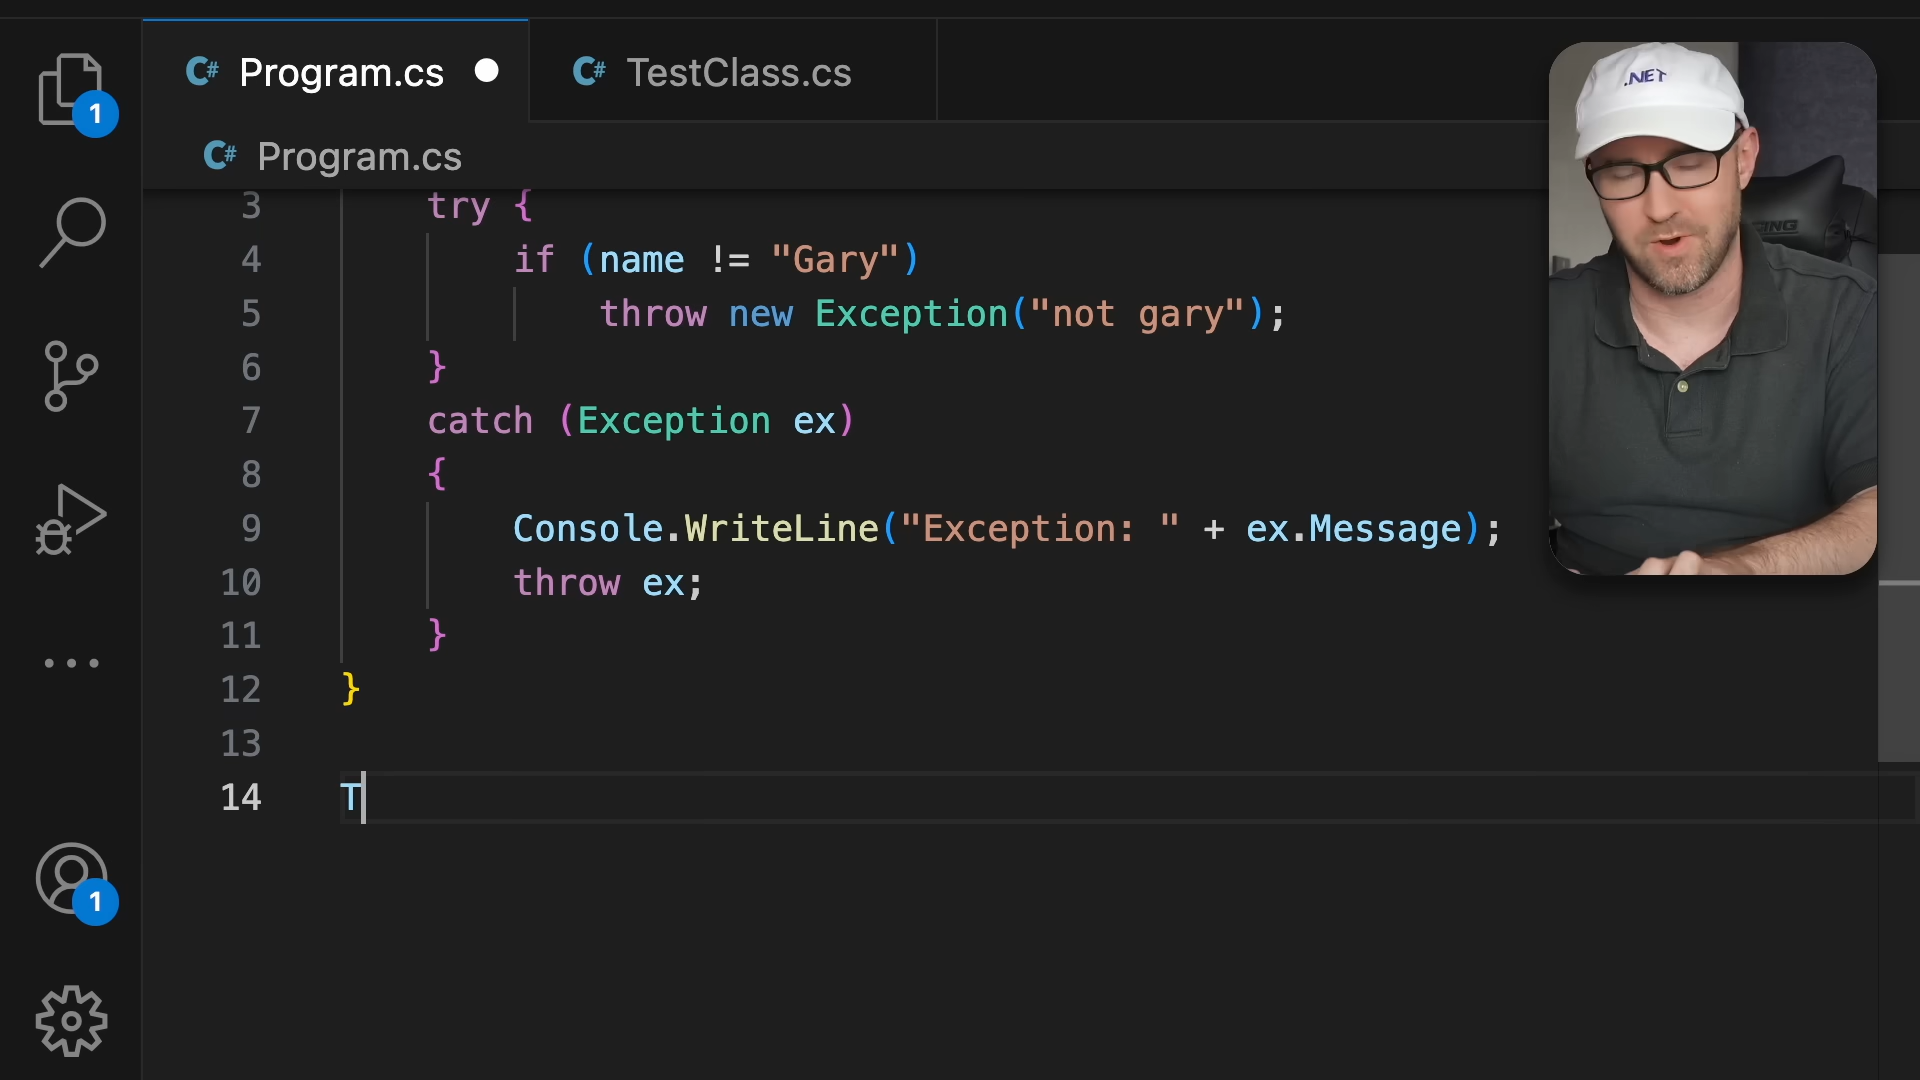 C# Program.cs
C# TestClass.cs
C# Program.cs
1
3 try {
4 if (name != "Gary")
5 throw new Exception("not gary");
6 }
7 catch (Exception ex)
8 {
9 Console.WriteLine("Exception: " + ex.Message);
10 throw ex;
11 }
12 }
13
14 T
1
.NET